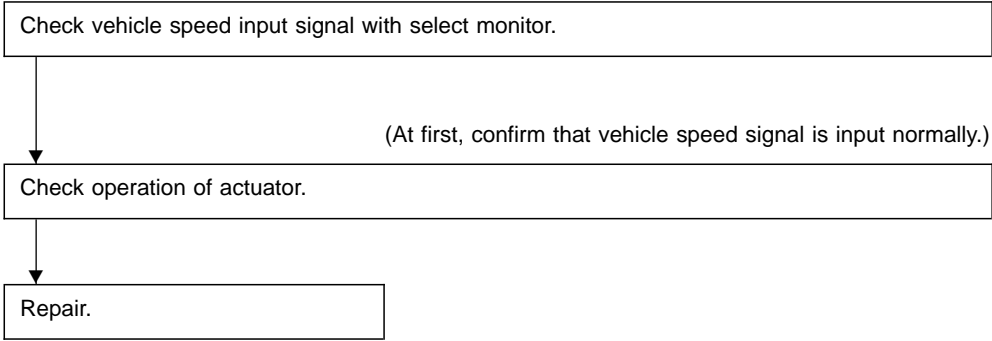 Check vehicle speed input signal with select monitor.
(At first, confirm that vehicle speed signal is input normally.)
Check operation of actuator.
Repair.